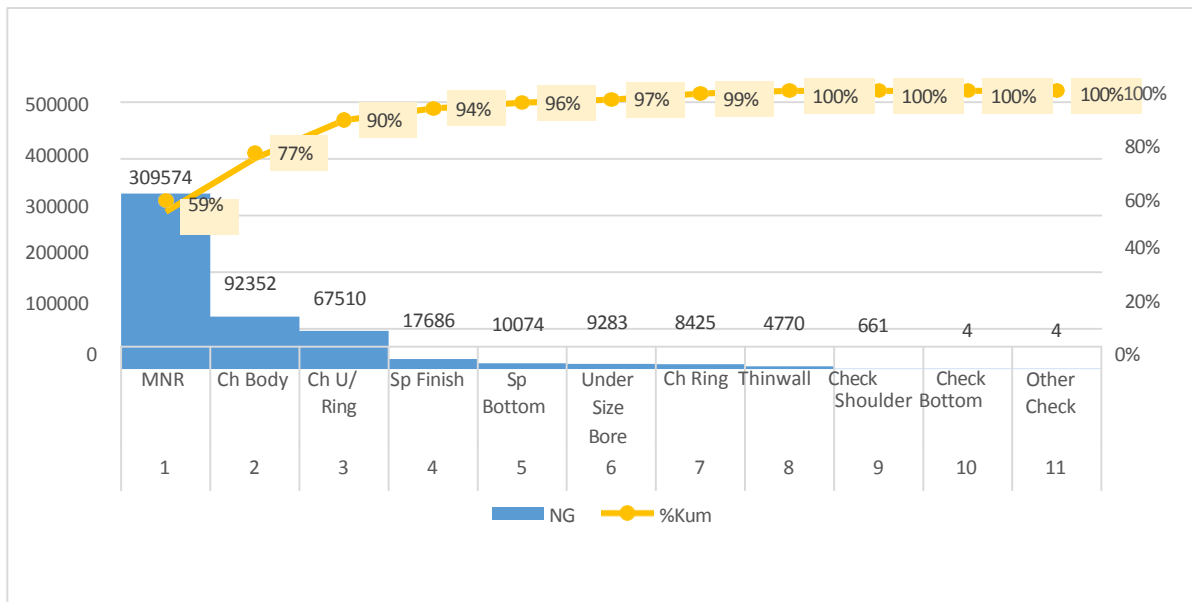 500000
400000
300000
200000
100000
0
309574
92352
67510
17686
10074
9283
8425
4770
661
4
4
59%
77%
90%
94%
96%
97%
99%
100%
100%
100%
100%
100%
80%
60%
40%
20%
0%
MNR
Ch Body
Ch U/
Ring
Sp Finish
Sp
Bottom
Under
Size
Bore
Ch Ring
Thinwall
Check
Shoulder
Check
Bottom
Other
Check
1
2
3
4
5
6
7
8
9
10
11
NG
%Kum